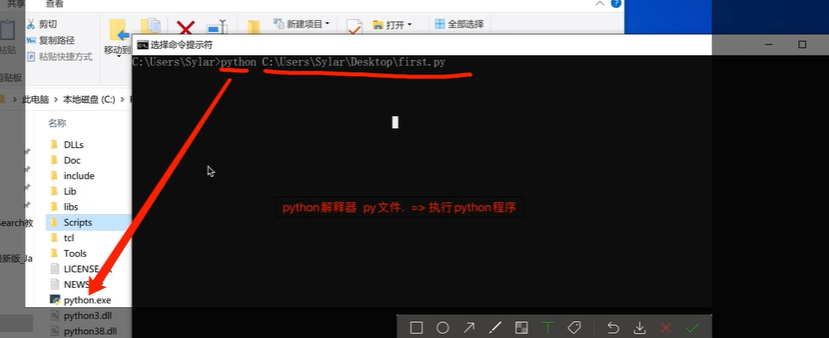 共享
查看
剪切
复制路径
粘贴快捷方式
粘贴
剪贴板
移动到
新建项目
打开
全部选择
选择命令提示符
C:\Users\Sylar>python C:\Users\Sylar\Desktop\first.py
此电脑 > 本地磁盘 (C:) >
名称
DLLs
Doc
include
Lib
libs
Search教
Scripts
tcl
Tools
最新版_Ja
LICENSE
NEWS
python.exe
python3.dll
python38.dll
python解释器 py文件. => 执行python程序
T